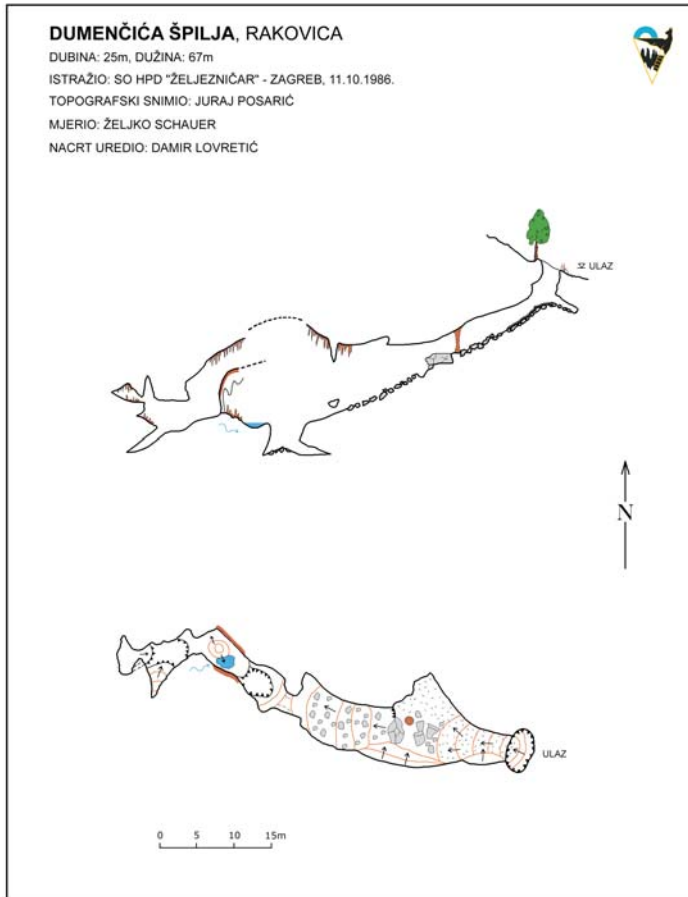 DUMENČIĆA ŠPILJA, RAKOVICA
DUBINA: 25m, DUŽINA: 67m
ISTRAŽIO: SO HPD "ŽELJEZNIČAR" - ZAGREB, 11.10.1986.
TOPOGRAFSKI SNIMIO: JURAJ POSARIĆ
MJERIO: ŽELJKO SCHAUER
NACRT UREDIO: DAMIR LOVRETIĆ
ULAZ
N
ULAZ
0 5 10 15m